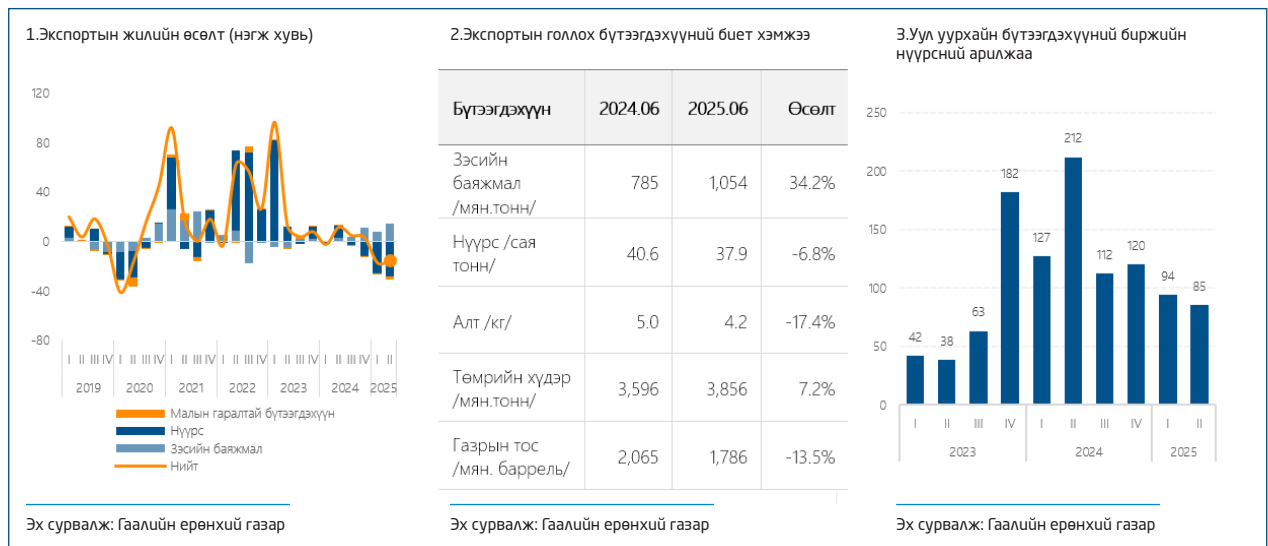 1.Экспортын жилийн өсөлт (нэгж хувь)
120
80
40
0
-40
-80
I II III IV I II III IV I II III IV I II III IV I II III IV I II III IV I II
2019 2020 2021 2022 2023 2024 2025
Малын гаралтай бүтээгдэхүүн
Нүүрс
Зэсийн баяжмал
Нийт
Эх сурвалж: Гаалийн ерөнхий газар
2.Экспортын голлох бүтээгдэхүүний биет хэмжээ
Бүтээгдэхүүн 2024.06 2025.06 Өсөлт
Зэсийн
баяжмал
/мян.тонн/
785 1,054 34.2%
Нүүрс /сая
тонн/
40.6 37.9 -6.8%
Алт /кг/ 5.0 4.2 -17.4%
Төмрийн хүдэр
/мян.тонн/
3,596 3,856 7.2%
Газрын тос
/мян. баррель/
2,065 1,786 -13.5%
Эх сурвалж: Гаалийн ерөнхий газар
3.Уул уурхайн бүтээгдэхүүний биржийн
нүүрсний арилжаа
250
200
150
100
50
0
42 38 63 182 127 212 112 120 94 85
I II III IV I II III IV I II
2023 2024 2025
Эх сурвалж: Гаалийн ерөнхий газар